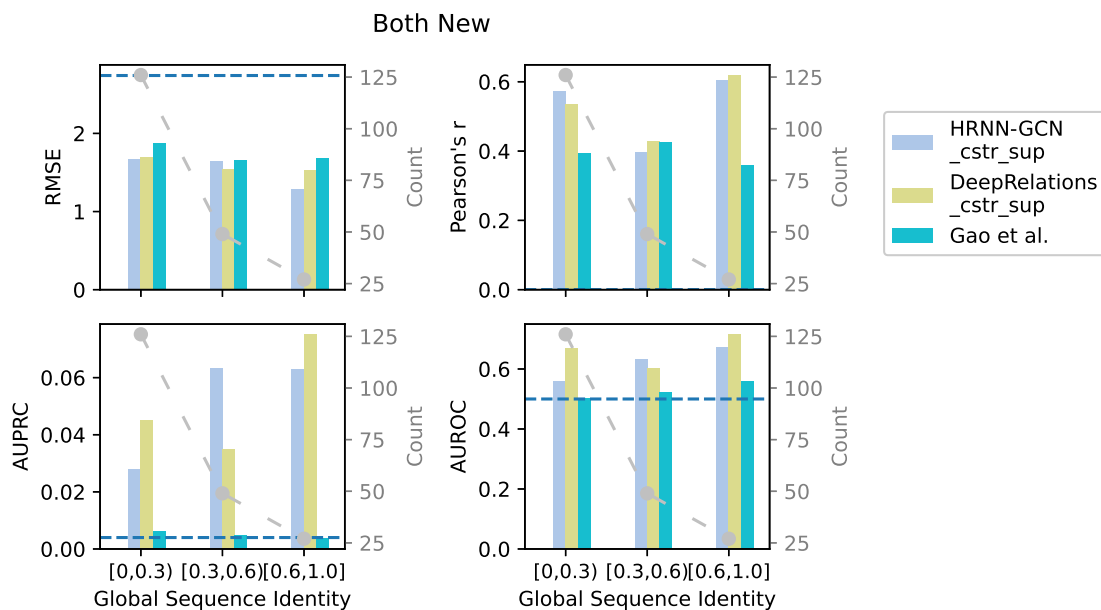 Both New
RMSE
2
1
0
125
100
75
50
25
Count
Pearson's r
0.6
0.4
0.2
0.0
125
100
75
50
25
Count
HRNN-GCN
_cstr_sup
DeepRelations
_cstr_sup
Gao et al.
AUPRC
0.06
0.04
0.02
0.00
125
100
75
50
25
Count
[0,0.3) [0.3,0.6) [0.6,1.0]
Global Sequence Identity
AUROC
0.6
0.4
0.2
0.0
125
100
75
50
25
Count
[0,0.3) [0.3,0.6) [0.6,1.0]
Global Sequence Identity